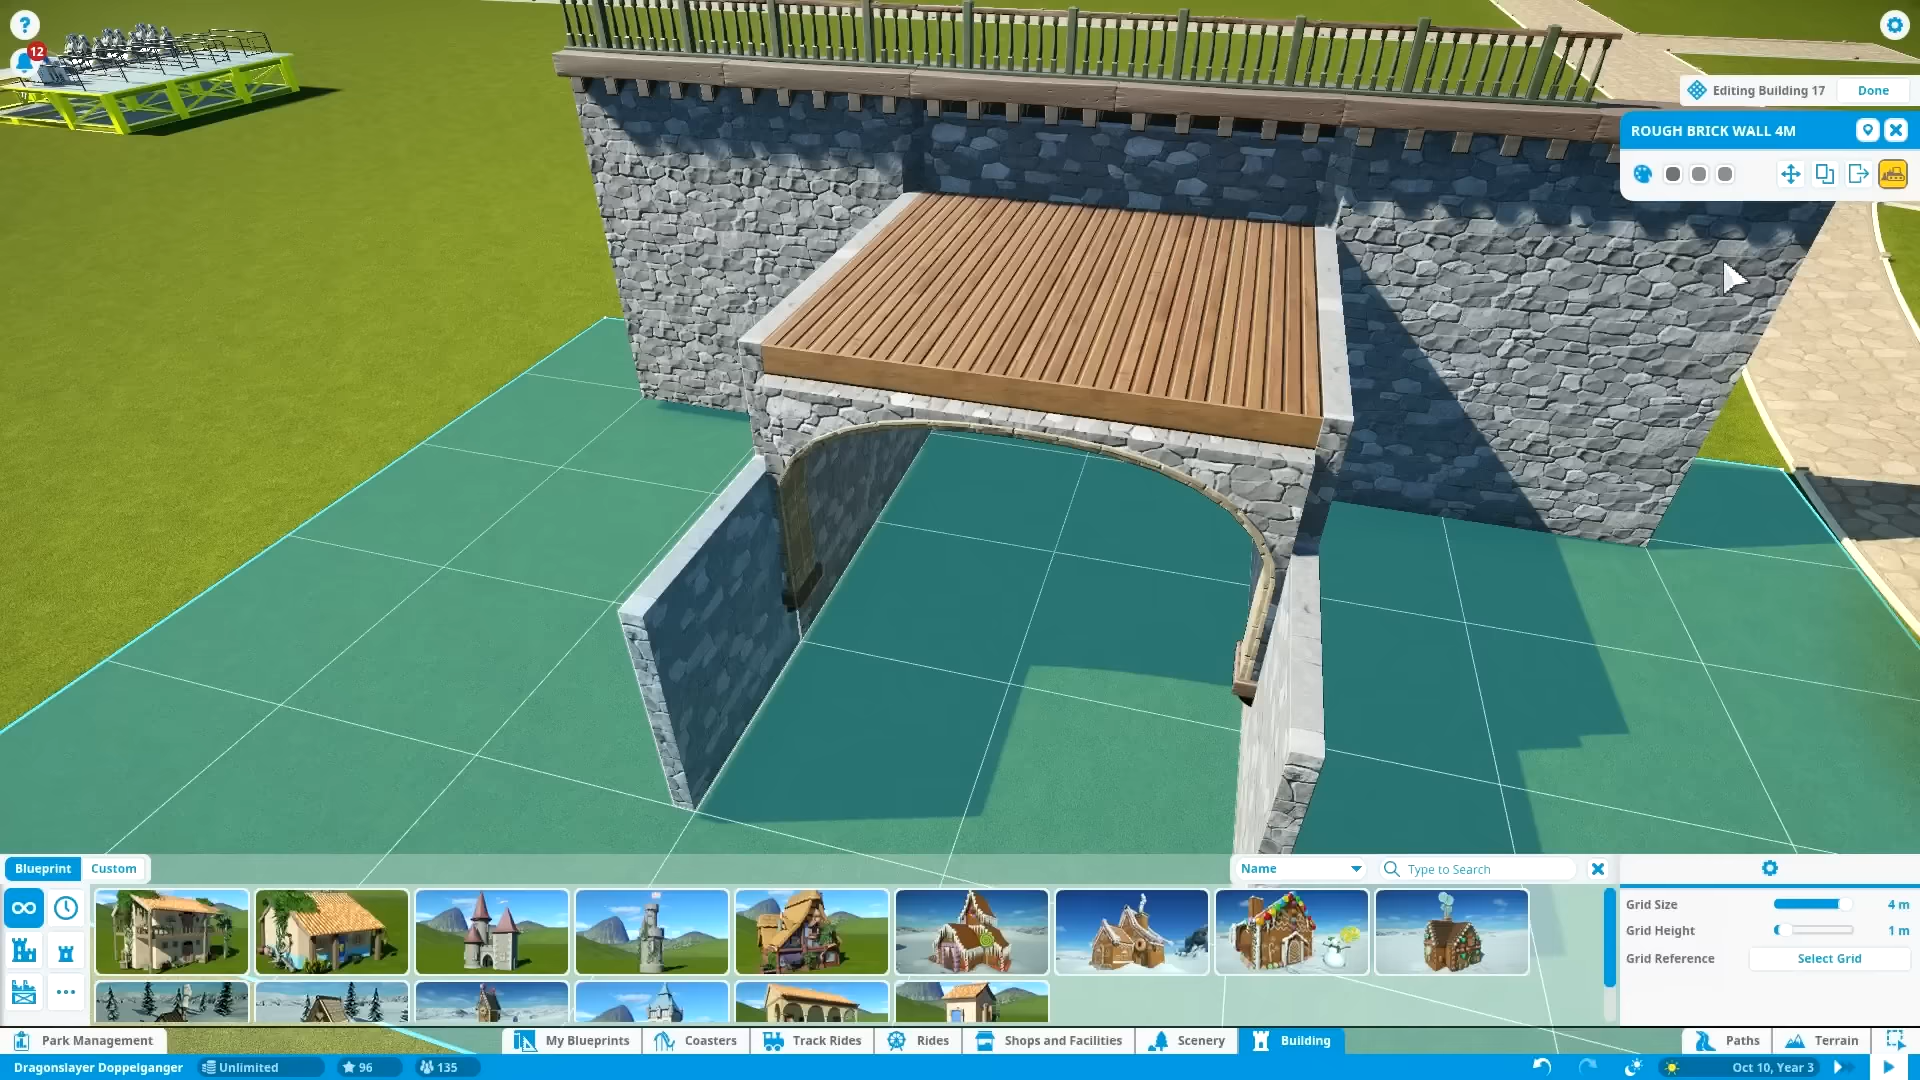 ?
12
Editing Building 17 Done
ROUGH BRICK WALL 4M
Blueprint Custom
Name Type to Search
Grid Size 4 m
Grid Height 1 m
Grid Reference Select Grid
Park Management My Blueprints Coasters Track Rides Rides Shops and Facilities Scenery Building Paths Terrain
Dragonslayer Doppelganger Unlimited 96 135 Oct 10, Year 3